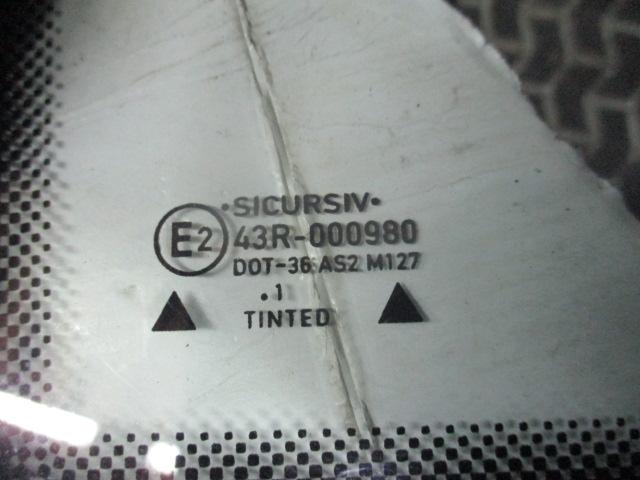 •SICURSIV•
E2 43R-000980
DOT-36 AS2 M127
.1
TINTED